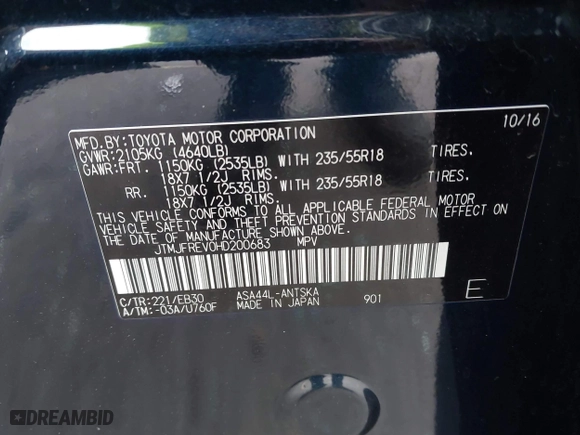 10/16
MFD.BY:TOYOTA MOTOR CORPORATION
GVWR:2105KG (4640LB)
GAWR:FRT. 1150KG (2535LB) WITH 235/55R18 TIRES.
18X7 1/2J RIMS.
RR. 1150KG (2535LB) WITH 235/55R18 TIRES.
18X7 1/2J RIMS.
THIS VEHICLE CONFORMS TO ALL APPLICABLE FEDERAL MOTOR
VEHICLE SAFETY AND THEFT PREVENTION STANDARDS IN EFFECT ON
THE DATE OF MANUFACTURE SHOWN ABOVE.
JTMJFREV0HD200683 MPV
C/TR:221/EB30 ASA44L-ANTSKA
A/TM:-03A/U760F MADE IN JAPAN 901 E
DREAMBID